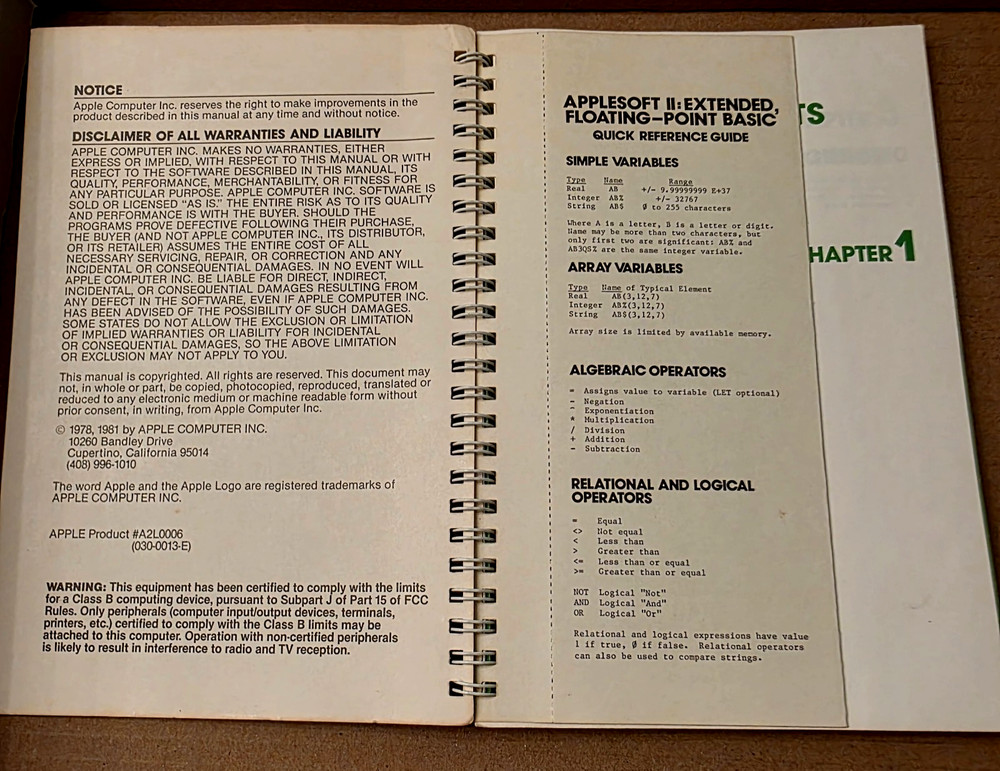 NOTICE
Apple Computer Inc. reserves the right to make improvements in the
product described in this manual at any time and without notice.
DISCLAIMER OF ALL WARRANTIES AND LIABILITY
APPLE COMPUTER INC. MAKES NO WARRANTIES, EITHER
EXPRESS OR IMPLIED, WITH RESPECT TO THIS MANUAL OR WITH
RESPECT TO THE SOFTWARE DESCRIBED IN THIS MANUAL, ITS
QUALITY, PERFORMANCE, MERCHANTABILITY, OR FITNESS FOR
ANY PARTICULAR PURPOSE. APPLE COMPUTER INC. SOFTWARE IS
SOLD OR LICENSED "AS IS." THE ENTIRE RISK AS TO ITS QUALITY
AND PERFORMANCE IS WITH THE BUYER. SHOULD THE
PROGRAMS PROVE DEFECTIVE FOLLOWING THEIR PURCHASE,
THE BUYER (AND NOT APPLE COMPUTER INC., ITS DISTRIBUTOR,
OR ITS RETAILER) ASSUMES THE ENTIRE COST OF ALL
NECESSARY SERVICING, REPAIR, OR CORRECTION AND ANY
INCIDENTAL OR CONSEQUENTIAL DAMAGES. IN NO EVENT WILL
APPLE COMPUTER INC. BE LIABLE FOR DIRECT, INDIRECT,
INCIDENTAL, OR CONSEQUENTIAL DAMAGES RESULTING FROM
ANY DEFECT IN THE SOFTWARE, EVEN IF APPLE COMPUTER INC.
HAS BEEN ADVISED OF THE POSSIBILITY OF SUCH DAMAGES.
SOME STATES DO NOT ALLOW THE EXCLUSION OR LIMITATION
OF IMPLIED WARRANTIES OR LIABILITY FOR INCIDENTAL
OR CONSEQUENTIAL DAMAGES, SO THE ABOVE LIMITATION
OR EXCLUSION MAY NOT APPLY TO YOU.
This manual is copyrighted. All rights are reserved. This document may
not, in whole or part, be copied, photocopied, reproduced, translated or
reduced to any electronic medium or machine readable form without
prior consent, in writing, from Apple Computer Inc.
© 1978, 1981 by APPLE COMPUTER INC.
10260 Bandley Drive
Cupertino, California 95014
(408) 996-1010
The word Apple and the Apple Logo are registered trademarks of
APPLE COMPUTER INC.
APPLE Product #A2L0006
(030-0013-E)
WARNING: This equipment has been certified to comply with the limits
for a Class B computing device, pursuant to Subpart J of Part 15 of FCC
Rules. Only peripherals (computer input/output devices, terminals,
printers, etc.) certified to comply with the Class B limits may be
attached to this computer. Operation with non-certified peripherals
is likely to result in interference to radio and TV reception.
APPLESOFT II: EXTENDED,
FLOATING-POINT BASIC
QUICK REFERENCE GUIDE
SIMPLE VARIABLES
Type Name Range
Real AB +/- 9.99999999 E+37
Integer AB% +/- 32767
String AB$ Ø to 255 characters
Where A is a letter, B is a letter or digit.
Name may be more than two characters, but
only first two are significant: AB% and
AB3QS% are the same integer variable.
ARRAY VARIABLES
Type Name of Typical Element
Real AB(3,12,7)
Integer AB%(3,12,7)
String AB$(3,12,7)
Array size is limited by available memory.
ALGEBRAIC OPERATORS
= Assigns value to variable (LET optional)
- Negation
^ Exponentiation
* Multiplication
/ Division
+ Addition
- Subtraction
RELATIONAL AND LOGICAL
OPERATORS
= Equal
<> Not equal
< Less than
> Greater than
<= Less than or equal
>= Greater than or equal
NOT Logical "Not"
AND Logical "And"
OR Logical "Or"
Relational and logical expressions have value
1 if true, Ø if false. Relational operators
can also be used to compare strings.
TS
HAPTER 1